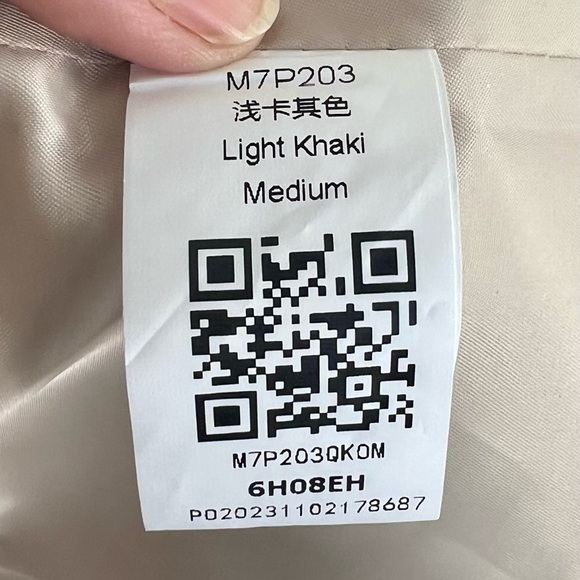 M7P203
浅卡其色
Light Khaki
Medium
M7P203QK0M
6H08EH
P020231102178687